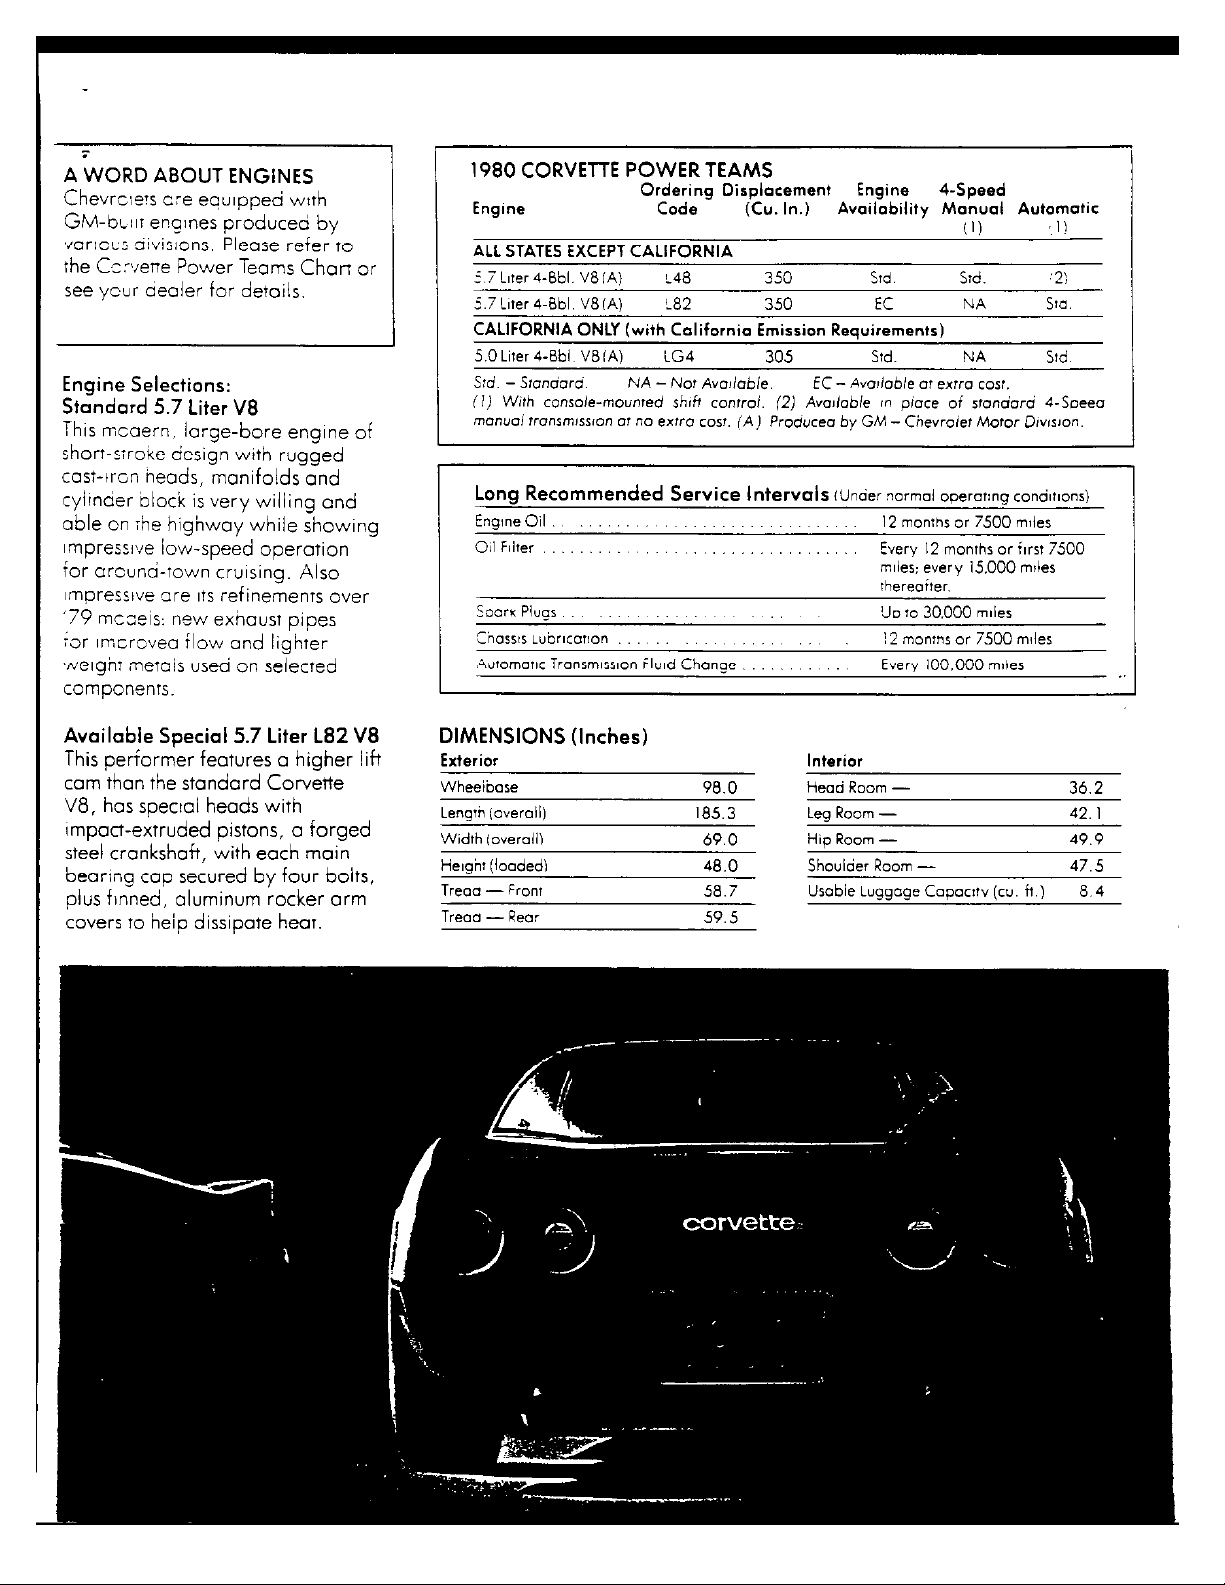 A WORD ABOUT ENGINES
Chevrolets are equipped with
GM-built engines produced by
various divisions. Please refer to
the Corvette Power Teams Chart or
see your dealer for details.
Engine Selections:
Standard 5.7 Liter V8
This modern, large-bore engine of
short-stroke design with rugged
cast-iron heads, manifolds and
cylinder block is very willing and
able on the highway while showing
impressive low-speed operation
for around-town cruising. Also
impressive are its refinements over
'79 models: new exhaust pipes
for improved flow and lighter
weight metals used on selected
components.
Available Special 5.7 Liter L82 V8
This performer features a higher lift
cam than the standard Corvette
V8, has special heads with
impact-extruded pistons, a forged
steel crankshaft, with each main
bearing cap secured by four bolts,
plus finned, aluminum rocker arm
covers to help dissipate heat.
1980 CORVETTE POWER TEAMS
Ordering Displacement Engine 4-Speed
Engine Code (Cu. In.) Availability Manual Automatic
(1) (1)
ALL STATES EXCEPT CALIFORNIA
5.7 Liter 4-Bbl. V8 (A) L48 350 Std. Std. (2)
5.7 Liter 4-Bbl. V8 (A) L82 350 EC NA Std.
CALIFORNIA ONLY (with California Emission Requirements)
5.0 Liter 4-Bbl. V8 (A) LG4 305 Std. NA Std.
Std. – Standard. NA – Not Available. EC – Available at extra cost.
(1) With console-mounted shift control. (2) Available in place of standard 4-Speed
manual transmission at no extra cost. (A) Produced by GM – Chevrolet Motor Division.
Long Recommended Service Intervals (Under normal operating conditions)
Engine Oil . . . . . . . . . . . . . . . . . . . . . . . . . . . . . . . . 12 months or 7500 miles
Oil Filter . . . . . . . . . . . . . . . . . . . . . . . . . . . . . . . . . Every 12 months or first 7500
miles; every 15,000 miles
thereafter.
Spark Plugs . . . . . . . . . . . . . . . . . . . . . . . . . . . Up to 30,000 miles
Chassis Lubrication . . . . . . . . . . . . . . . . . . . . . . . . 12 months or 7500 miles
Automatic Transmission Fluid Change . . . . . . . . . . . . Every 100,000 miles
DIMENSIONS (Inches)
Exterior
Wheelbase 98.0
Length (overall) 185.3
Width (overall) 69.0
Height (loaded) 48.0
Tread — Front 58.7
Tread — Rear 59.5
Interior
Head Room — 36.2
Leg Room — 42.1
Hip Room — 49.9
Shoulder Room — 47.5
Usable Luggage Capacity (cu. ft.) 8.4
corvette